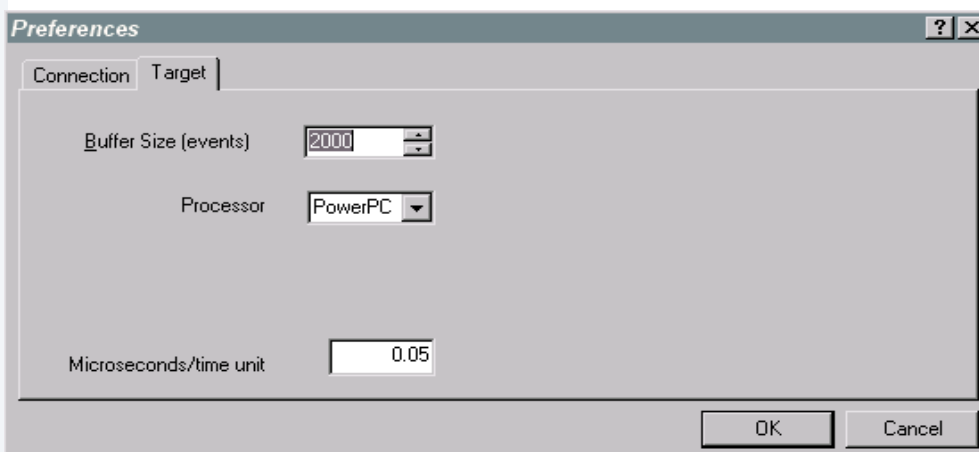 Preferences
Connection Target
Buffer Size (events) 2000
Processor PowerPC
Microseconds/time unit 0.05
OK Cancel